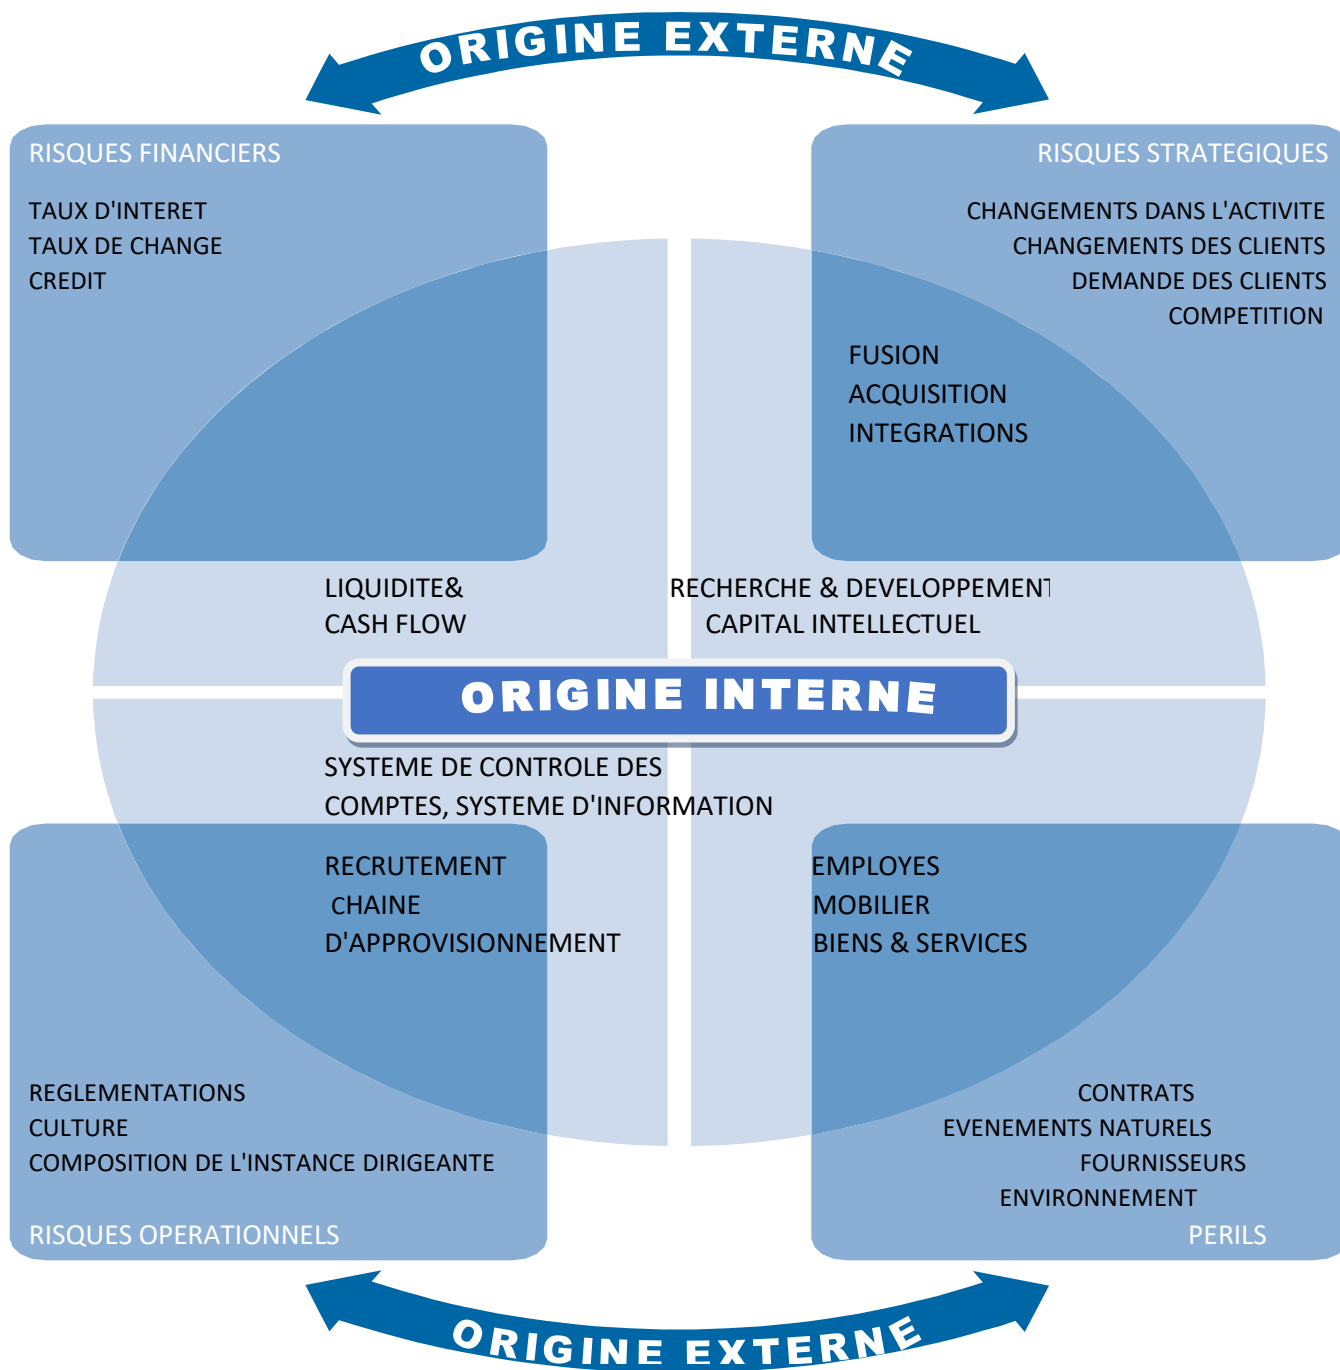 ORIGINE EXTERNE
RISQUES FINANCIERS
TAUX D'INTERET
TAUX DE CHANGE
CREDIT
RISQUES STRATEGIQUES
CHANGEMENTS DANS L'ACTIVITE
CHANGEMENTS DES CLIENTS
DEMANDE DES CLIENTS
COMPETITION
FUSION
ACQUISITION
INTEGRATIONS
LIQUIDITE&
CASH FLOW
RECHERCHE & DEVELOPPEMENT
CAPITAL INTELLECTUEL
ORIGINE INTERNE
SYSTEME DE CONTROLE DES
COMPTES, SYSTEME D'INFORMATION
RECRUTEMENT
CHAINE
D'APPROVISIONNEMENT
EMPLOYES
MOBILIER
BIENS & SERVICES
REGLEMENTATIONS
CULTURE
COMPOSITION DE L'INSTANCE DIRIGEANTE
RISQUES OPERATIONNELS
CONTRATS
EVENEMENTS NATURELS
FOURNISSEURS
ENVIRONNEMENT
PERILS
ORIGINE EXTERNE